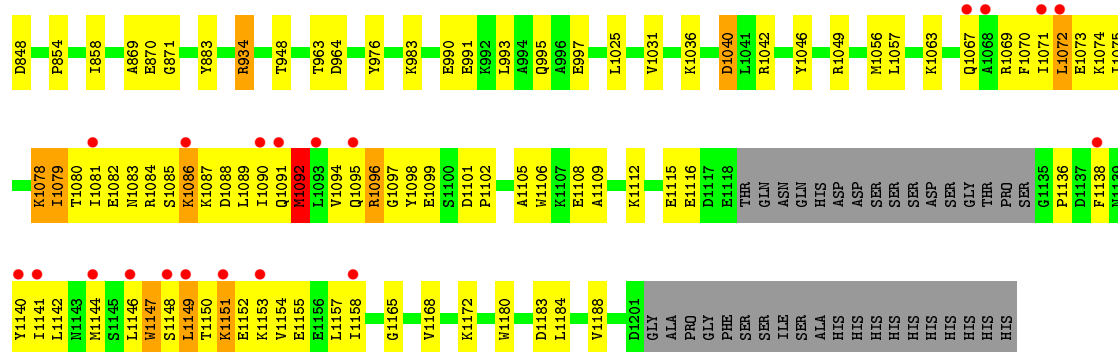 D848 P854 I858 A869 E870 G871 Y883 R934 T948 T963 D964 Y976 K983 E990 E991 K992 L993 A994 Q995 A996 E997 L1025 V1031 K1036 D1040 L1041 R1042 Y1046 R1049 M1056 L1057 K1063 Q1067 A1068 R1069 F1070 I1071 L1072 E1073 K1074 I1075
K1078 I1079 T1080 I1081 E1082 N1083 R1084 S1085 K1086 K1087 D1088 L1089 I1090 Q1091 M1092 L1093 V1094 Q1095 R1096 G1097 Y1098 E1099 S1100 D1101 P1102 A1105 W1106 K1107 E1108 A1109 K1112 E1115 E1116 D1117 E1118 THR GLN ASN GLN HIS ASP ASP SER SER SER ASP SER GLY THR PRO SER G1135 P1136 D1137 F1138 N1139
Y1140 I1141 L1142 N1143 M1144 S1145 L1146 W1147 S1148 L1149 T1150 K1151 E1152 K1153 V1154 E1155 E1156 L1157 I1158 G1165 V1168 K1172 W1180 D1183 L1184 V1188 D1201 GLY ALA PRO GLY PHE SER SER ILE SER ALA HIS HIS HIS HIS HIS HIS HIS HIS HIS HIS